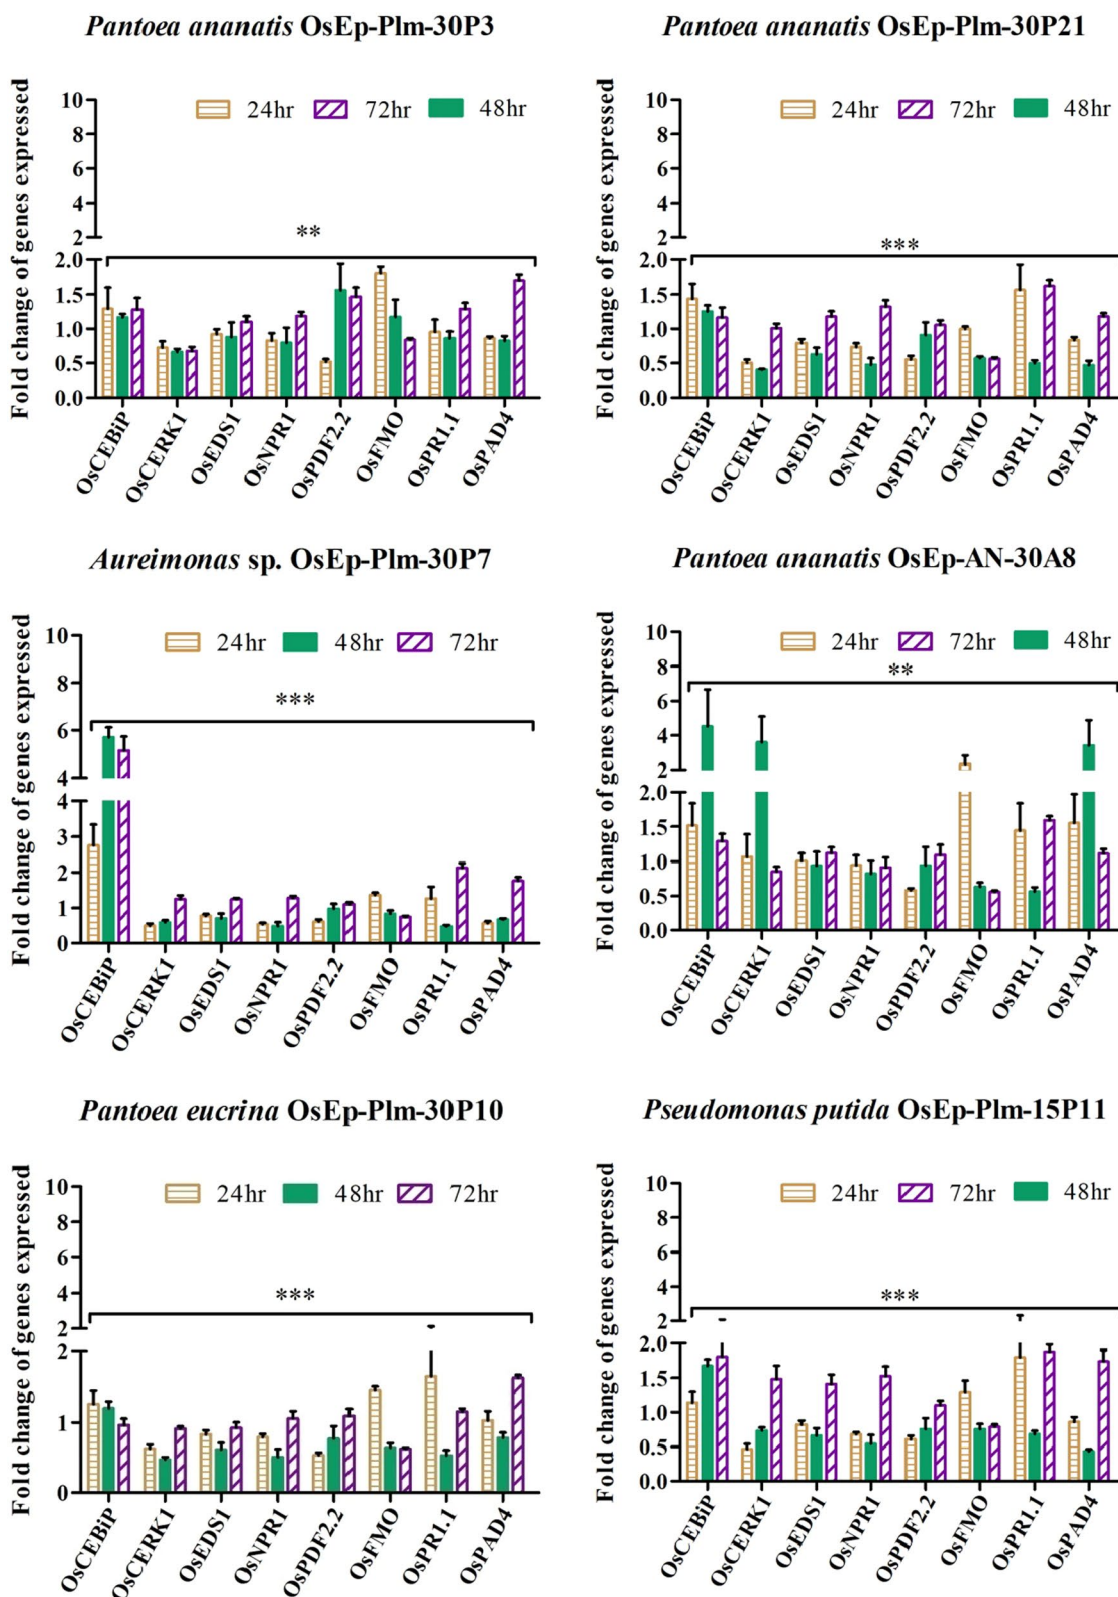 Pantoea ananatis OsEp-Plm-30P3
Fold change of genes expressed
24hr 72hr 48hr
10
8
6
4
2
**
2.0
1.5
1.0
0.5
0.0
OsCEBiP OsCERK1 OsEDS1 OsNPR1 OsPDF2.2 OsFMO OsPR1.1 OsPAD4
Pantoea ananatis OsEp-Plm-30P21
Fold change of genes expressed
24hr 72hr 48hr
10
8
6
4
2
***
2.0
1.5
1.0
0.5
0.0
OsCEBiP OsCERK1 OsEDS1 OsNPR1 OsPDF2.2 OsFMO OsPR1.1 OsPAD4
Aureimonas sp. OsEp-Plm-30P7
Fold change of genes expressed
24hr 48hr 72hr
10
8
***
6
4
4
3
2
1
0
OsCEBiP OsCERK1 OsEDS1 OsNPR1 OsPDF2.2 OsFMO OsPR1.1 OsPAD4
Pantoea ananatis OsEp-AN-30A8
Fold change of genes expressed
24hr 72hr 48hr
10
8
**
6
4
2
2.0
1.5
1.0
0.5
0.0
OsCEBiP OsCERK1 OsEDS1 OsNPR1 OsPDF2.2 OsFMO OsPR1.1 OsPAD4
Pantoea eucrina OsEp-Plm-30P10
Fold change of genes expressed
24hr 48hr 72hr
10
8
6
4
***
2
2
1
0
OsCEBiP OsCERK1 OsEDS1 OsNPR1 OsPDF2.2 OsFMO OsPR1.1 OsPAD4
Pseudomonas putida OsEp-Plm-15P11
Fold change of genes expressed
24hr 72hr 48hr
10
8
6
4
***
2
2.0
1.5
1.0
0.5
0.0
OsCEBiP OsCERK1 OsEDS1 OsNPR1 OsPDF2.2 OsFMO OsPR1.1 OsPAD4